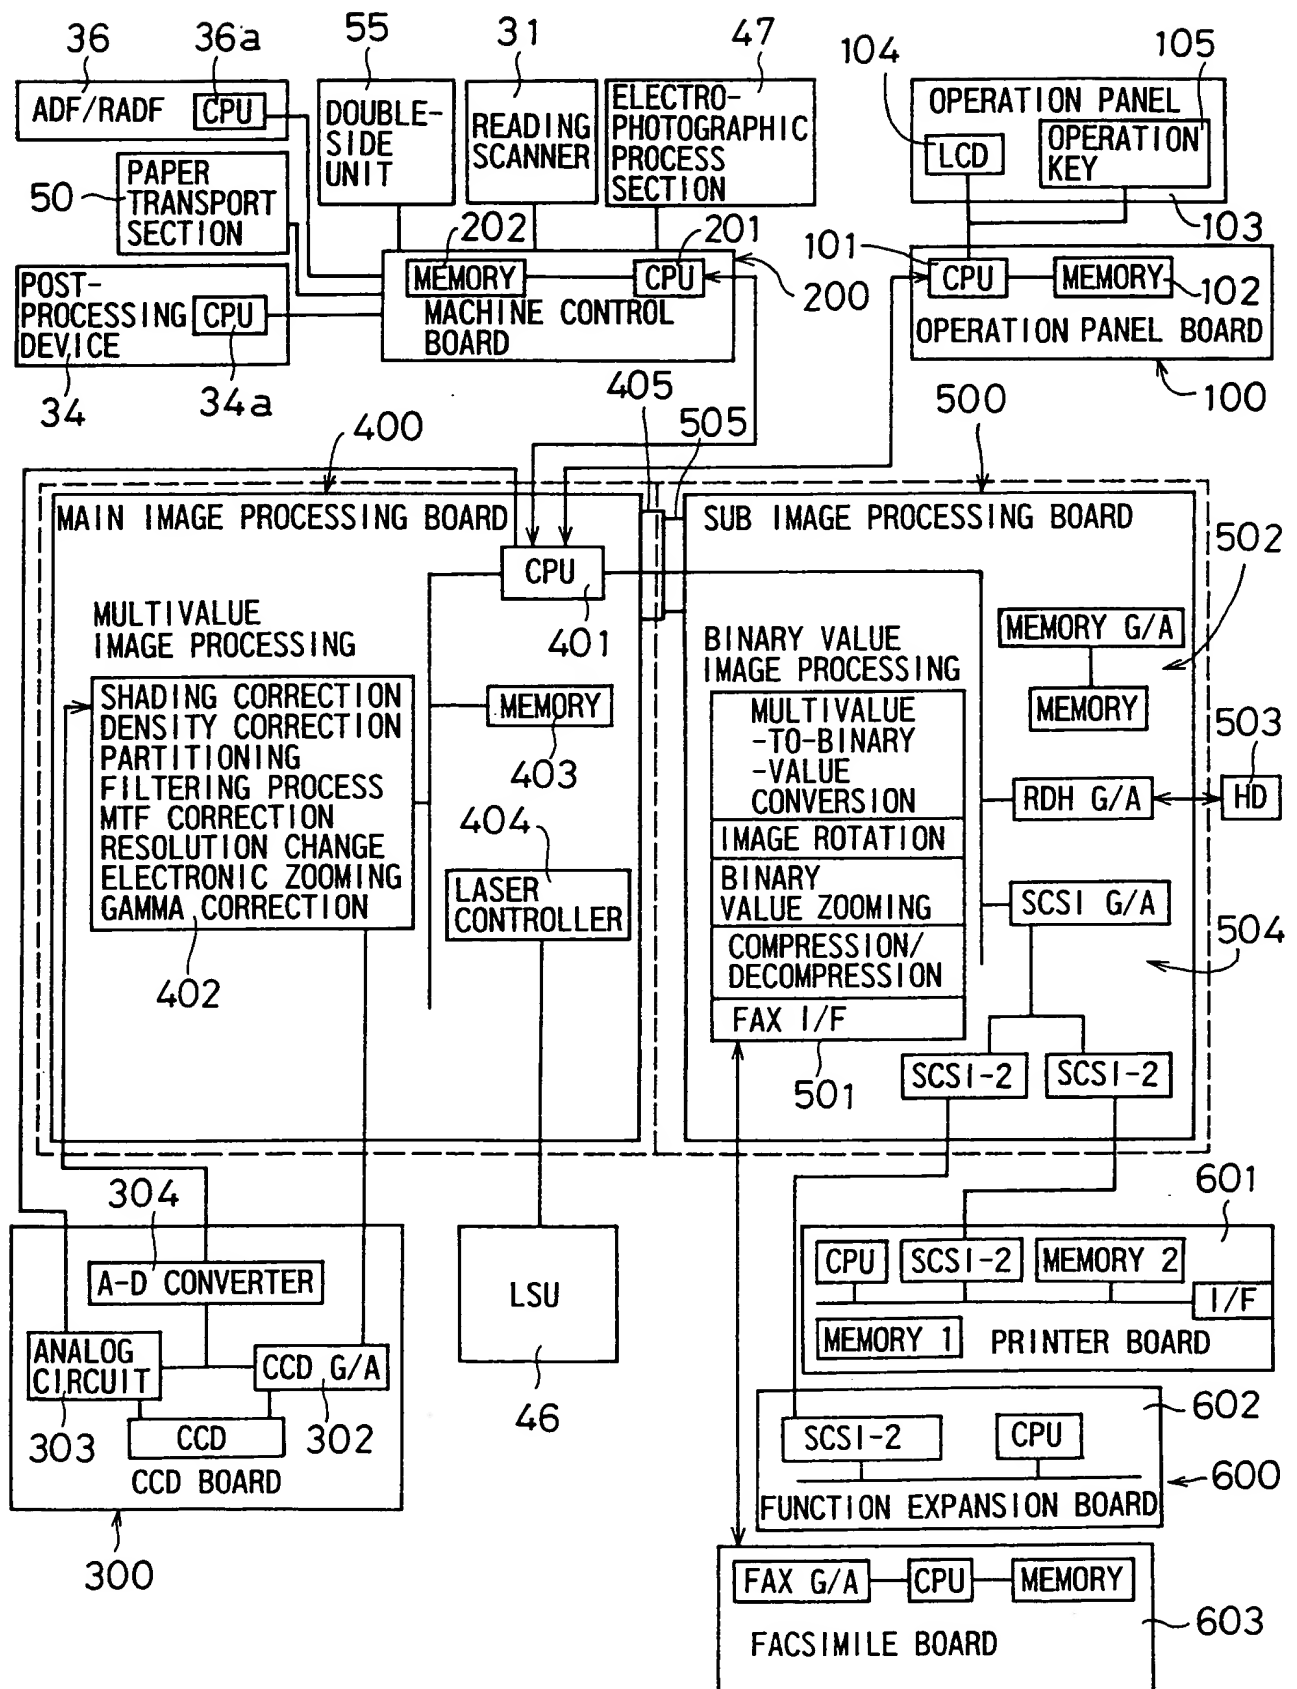 36
36a
55
31
47
104
105
ADF/RADF
CPU
DOUBLE-
SIDE
UNIT
READING
SCANNER
ELECTRO-
PHOTOGRAPHIC
PROCESS
SECTION
OPERATION PANEL
LCD
OPERATION
KEY
103
50
PAPER
TRANSPORT
SECTION
202
201
MEMORY
CPU
MACHINE CONTROL
BOARD
200
101
CPU
MEMORY
102
OPERATION PANEL BOARD
100
POST-
PROCESSING
DEVICE
CPU
34
34a
405
505
500
400
MAIN IMAGE PROCESSING BOARD
CPU
401
MULTIVALUE
IMAGE PROCESSING
SHADING CORRECTION
DENSITY CORRECTION
PARTITIONING
FILTERING PROCESS
MTF CORRECTION
RESOLUTION CHANGE
ELECTRONIC ZOOMING
GAMMA CORRECTION
402
MEMORY
403
404
LASER
CONTROLLER
SUB IMAGE PROCESSING BOARD
502
BINARY VALUE
IMAGE PROCESSING
MULTIVALUE
-TO-BINARY
-VALUE
CONVERSION
IMAGE ROTATION
BINARY
VALUE ZOOMING
COMPRESSION/
DECOMPRESSION
FAX I/F
501
MEMORY G/A
MEMORY
503
RDH G/A
HD
SCSI G/A
504
SCSI-2
SCSI-2
304
A-D CONVERTER
ANALOG
CIRCUIT
CCD G/A
303
CCD
302
CCD BOARD
300
LSU
46
601
CPU
SCSI-2
MEMORY 2
I/F
MEMORY 1
PRINTER BOARD
602
SCSI-2
CPU
600
FUNCTION EXPANSION BOARD
FAX G/A
CPU
MEMORY
603
FACSIMILE BOARD